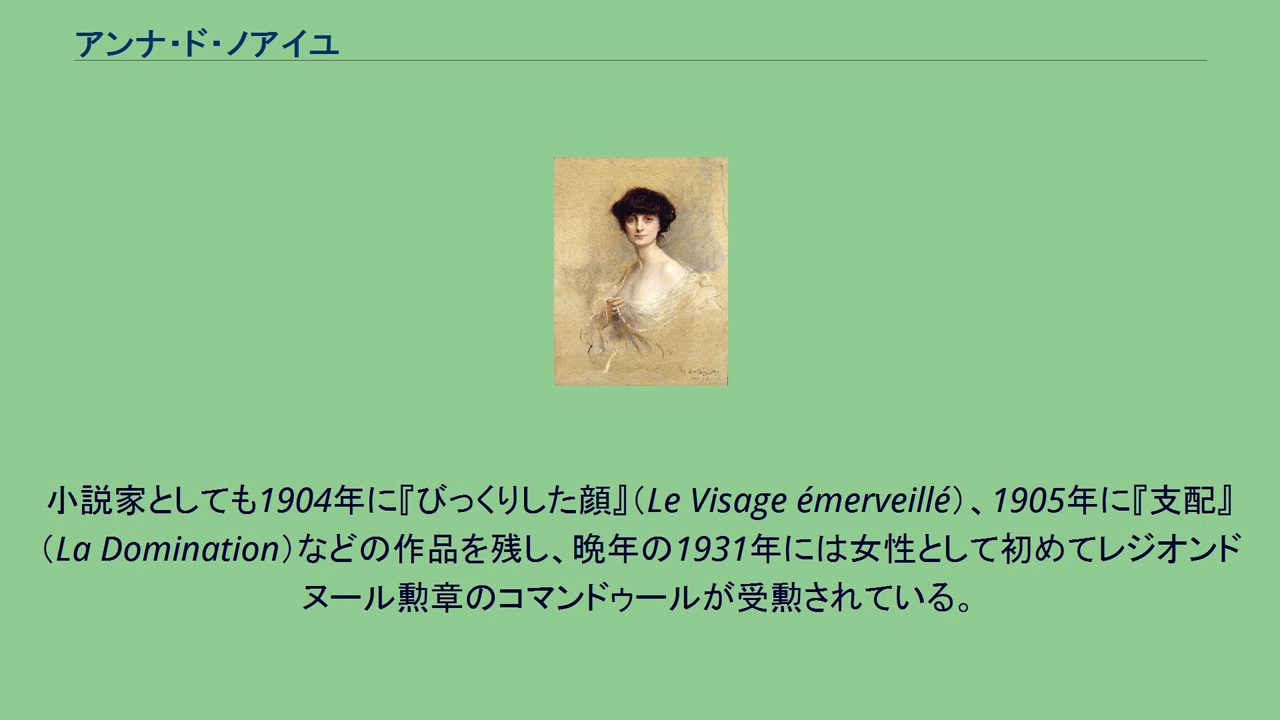 アンナ・ド・ノアイユ
小説家としても1904年に『びっくりした顔』（Le Visage émerveillé）、1905年に『支配』
（La Domination）などの作品を残し、晩年の1931年には女性として初めてレジオンド
ヌール勲章のコマンドゥールが受勲されている。